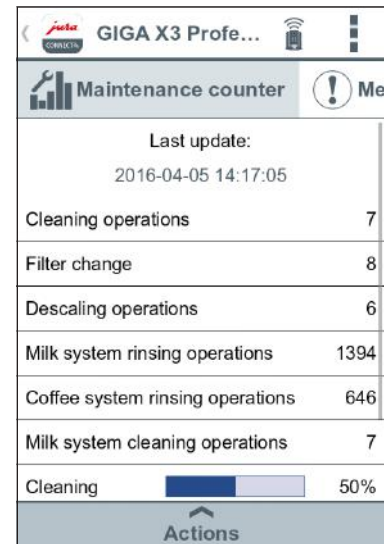 jura
CONNECTA
GIGA X3 Profe...
Maintenance counter
Me
Last update:
2016-04-05 14:17:05
Cleaning operations 7
Filter change 8
Descaling operations 6
Milk system rinsing operations 1394
Coffee system rinsing operations 646
Milk system cleaning operations 7
Cleaning 50%
Actions